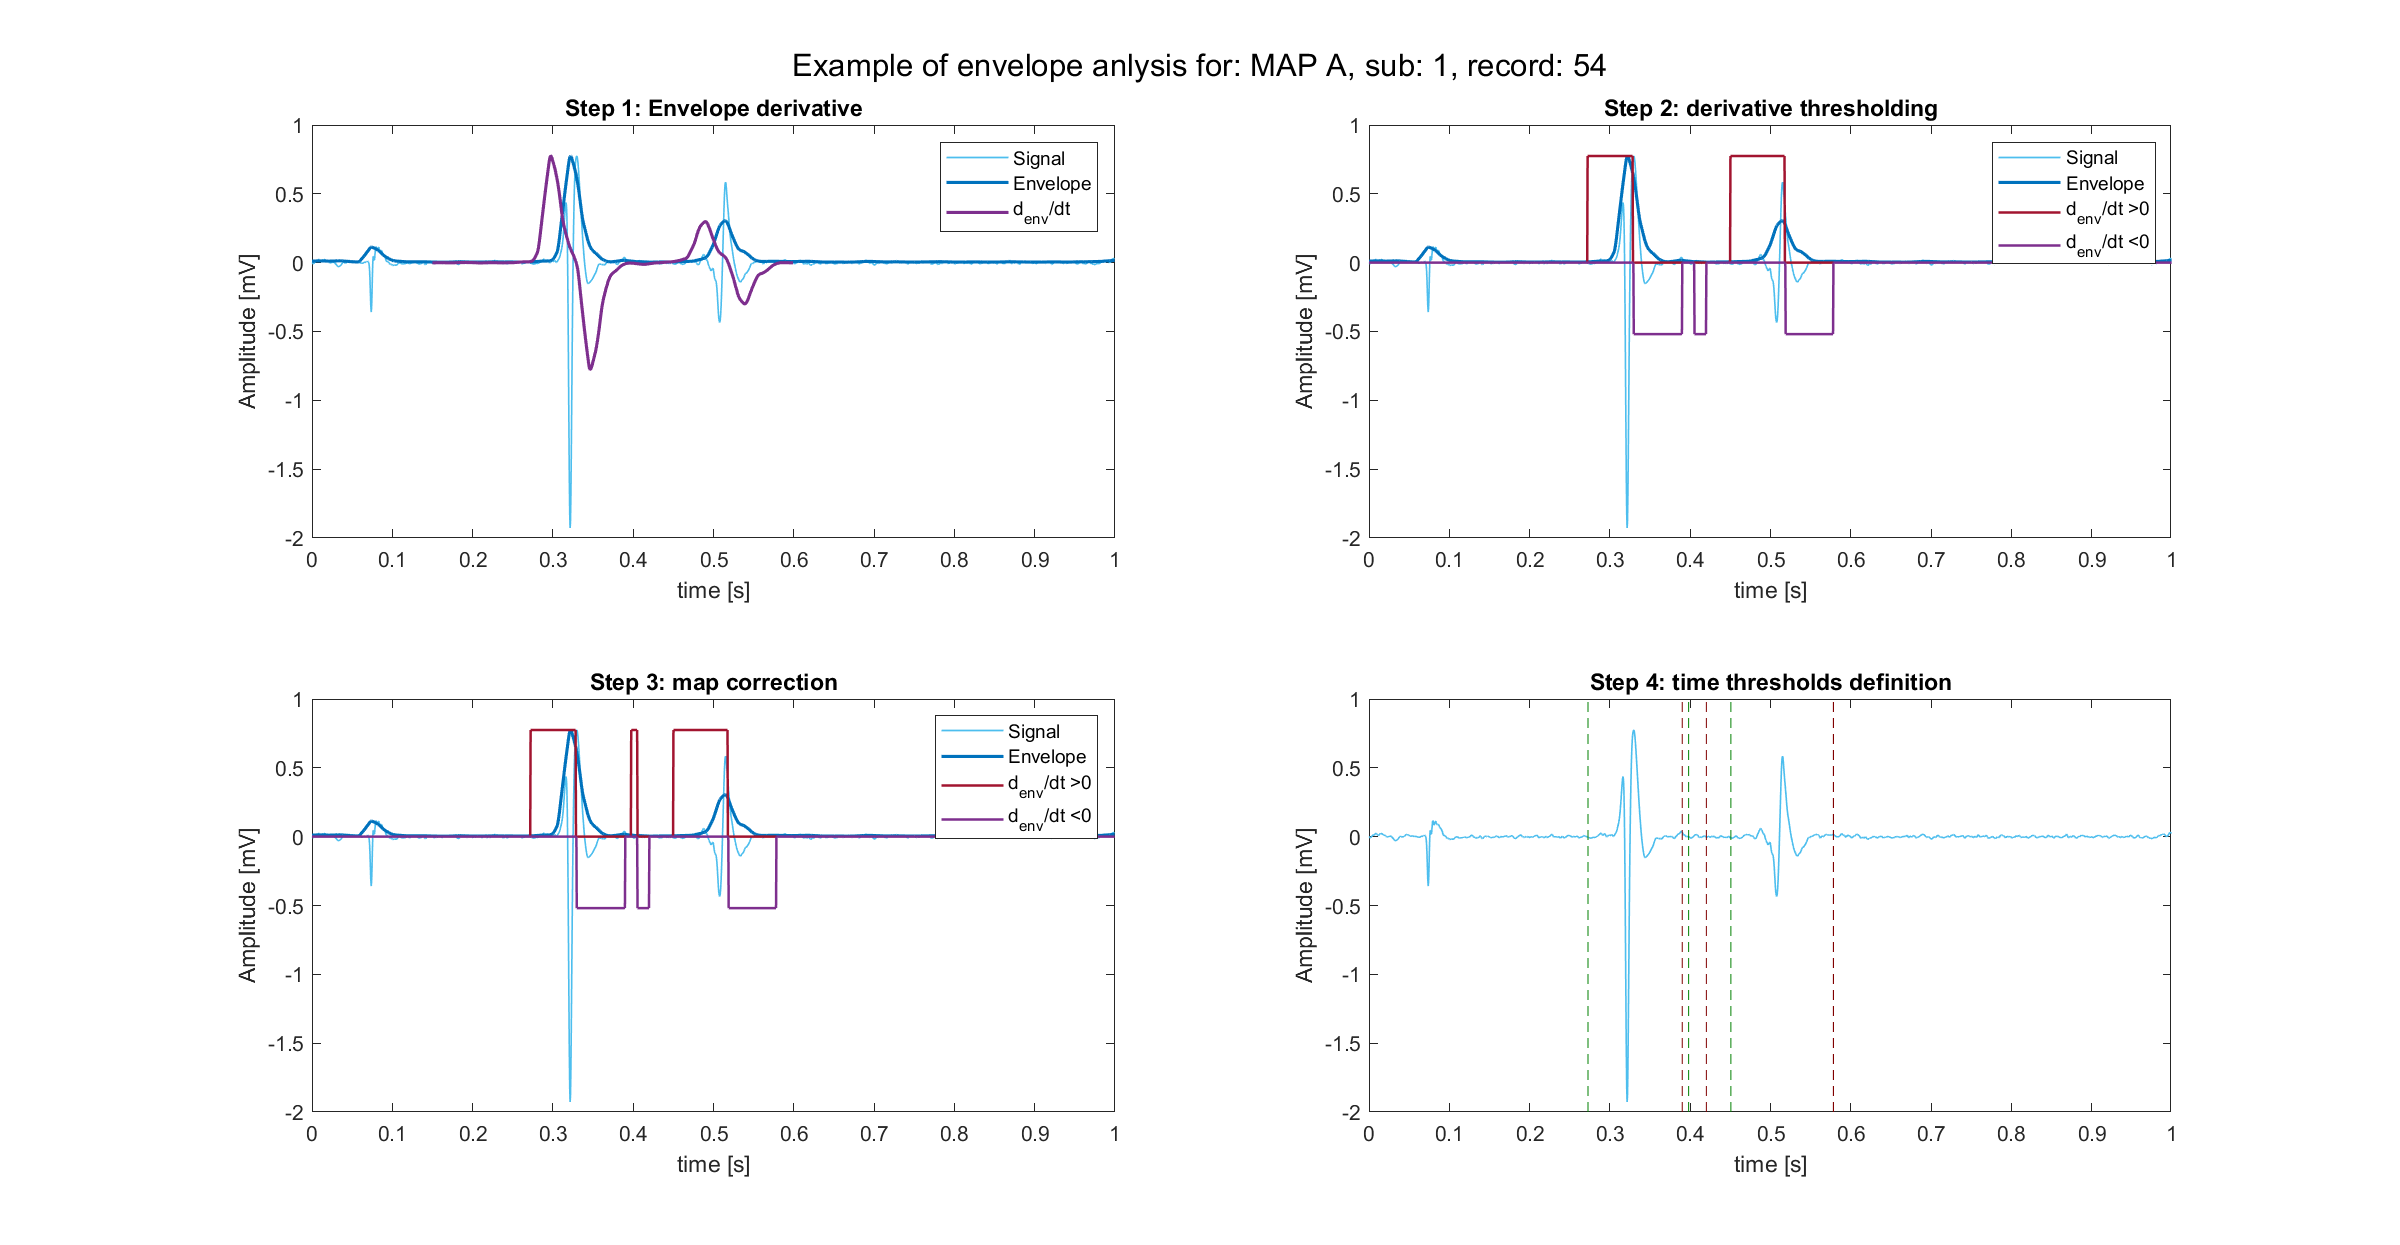 Example of envelope anlysis for: MAP A, sub: 1, record: 54
Step 1: Envelope derivative
1
0.5
0
-0.5
-1
-1.5
-2
Amplitude [mV]
0 0.1 0.2 0.3 0.4 0.5 0.6 0.7 0.8 0.9 1
time [s]
Signal
Envelope
d_env/dt
Step 2: derivative thresholding
1
0.5
0
-0.5
-1
-1.5
-2
Amplitude [mV]
0 0.1 0.2 0.3 0.4 0.5 0.6 0.7 0.8 0.9 1
time [s]
Signal
Envelope
d_env/dt >0
d_env/dt <0
Step 3: map correction
1
0.5
0
-0.5
-1
-1.5
-2
Amplitude [mV]
0 0.1 0.2 0.3 0.4 0.5 0.6 0.7 0.8 0.9 1
time [s]
Signal
Envelope
d_env/dt >0
d_env/dt <0
Step 4: time thresholds definition
1
0.5
0
-0.5
-1
-1.5
-2
Amplitude [mV]
0 0.1 0.2 0.3 0.4 0.5 0.6 0.7 0.8 0.9 1
time [s]